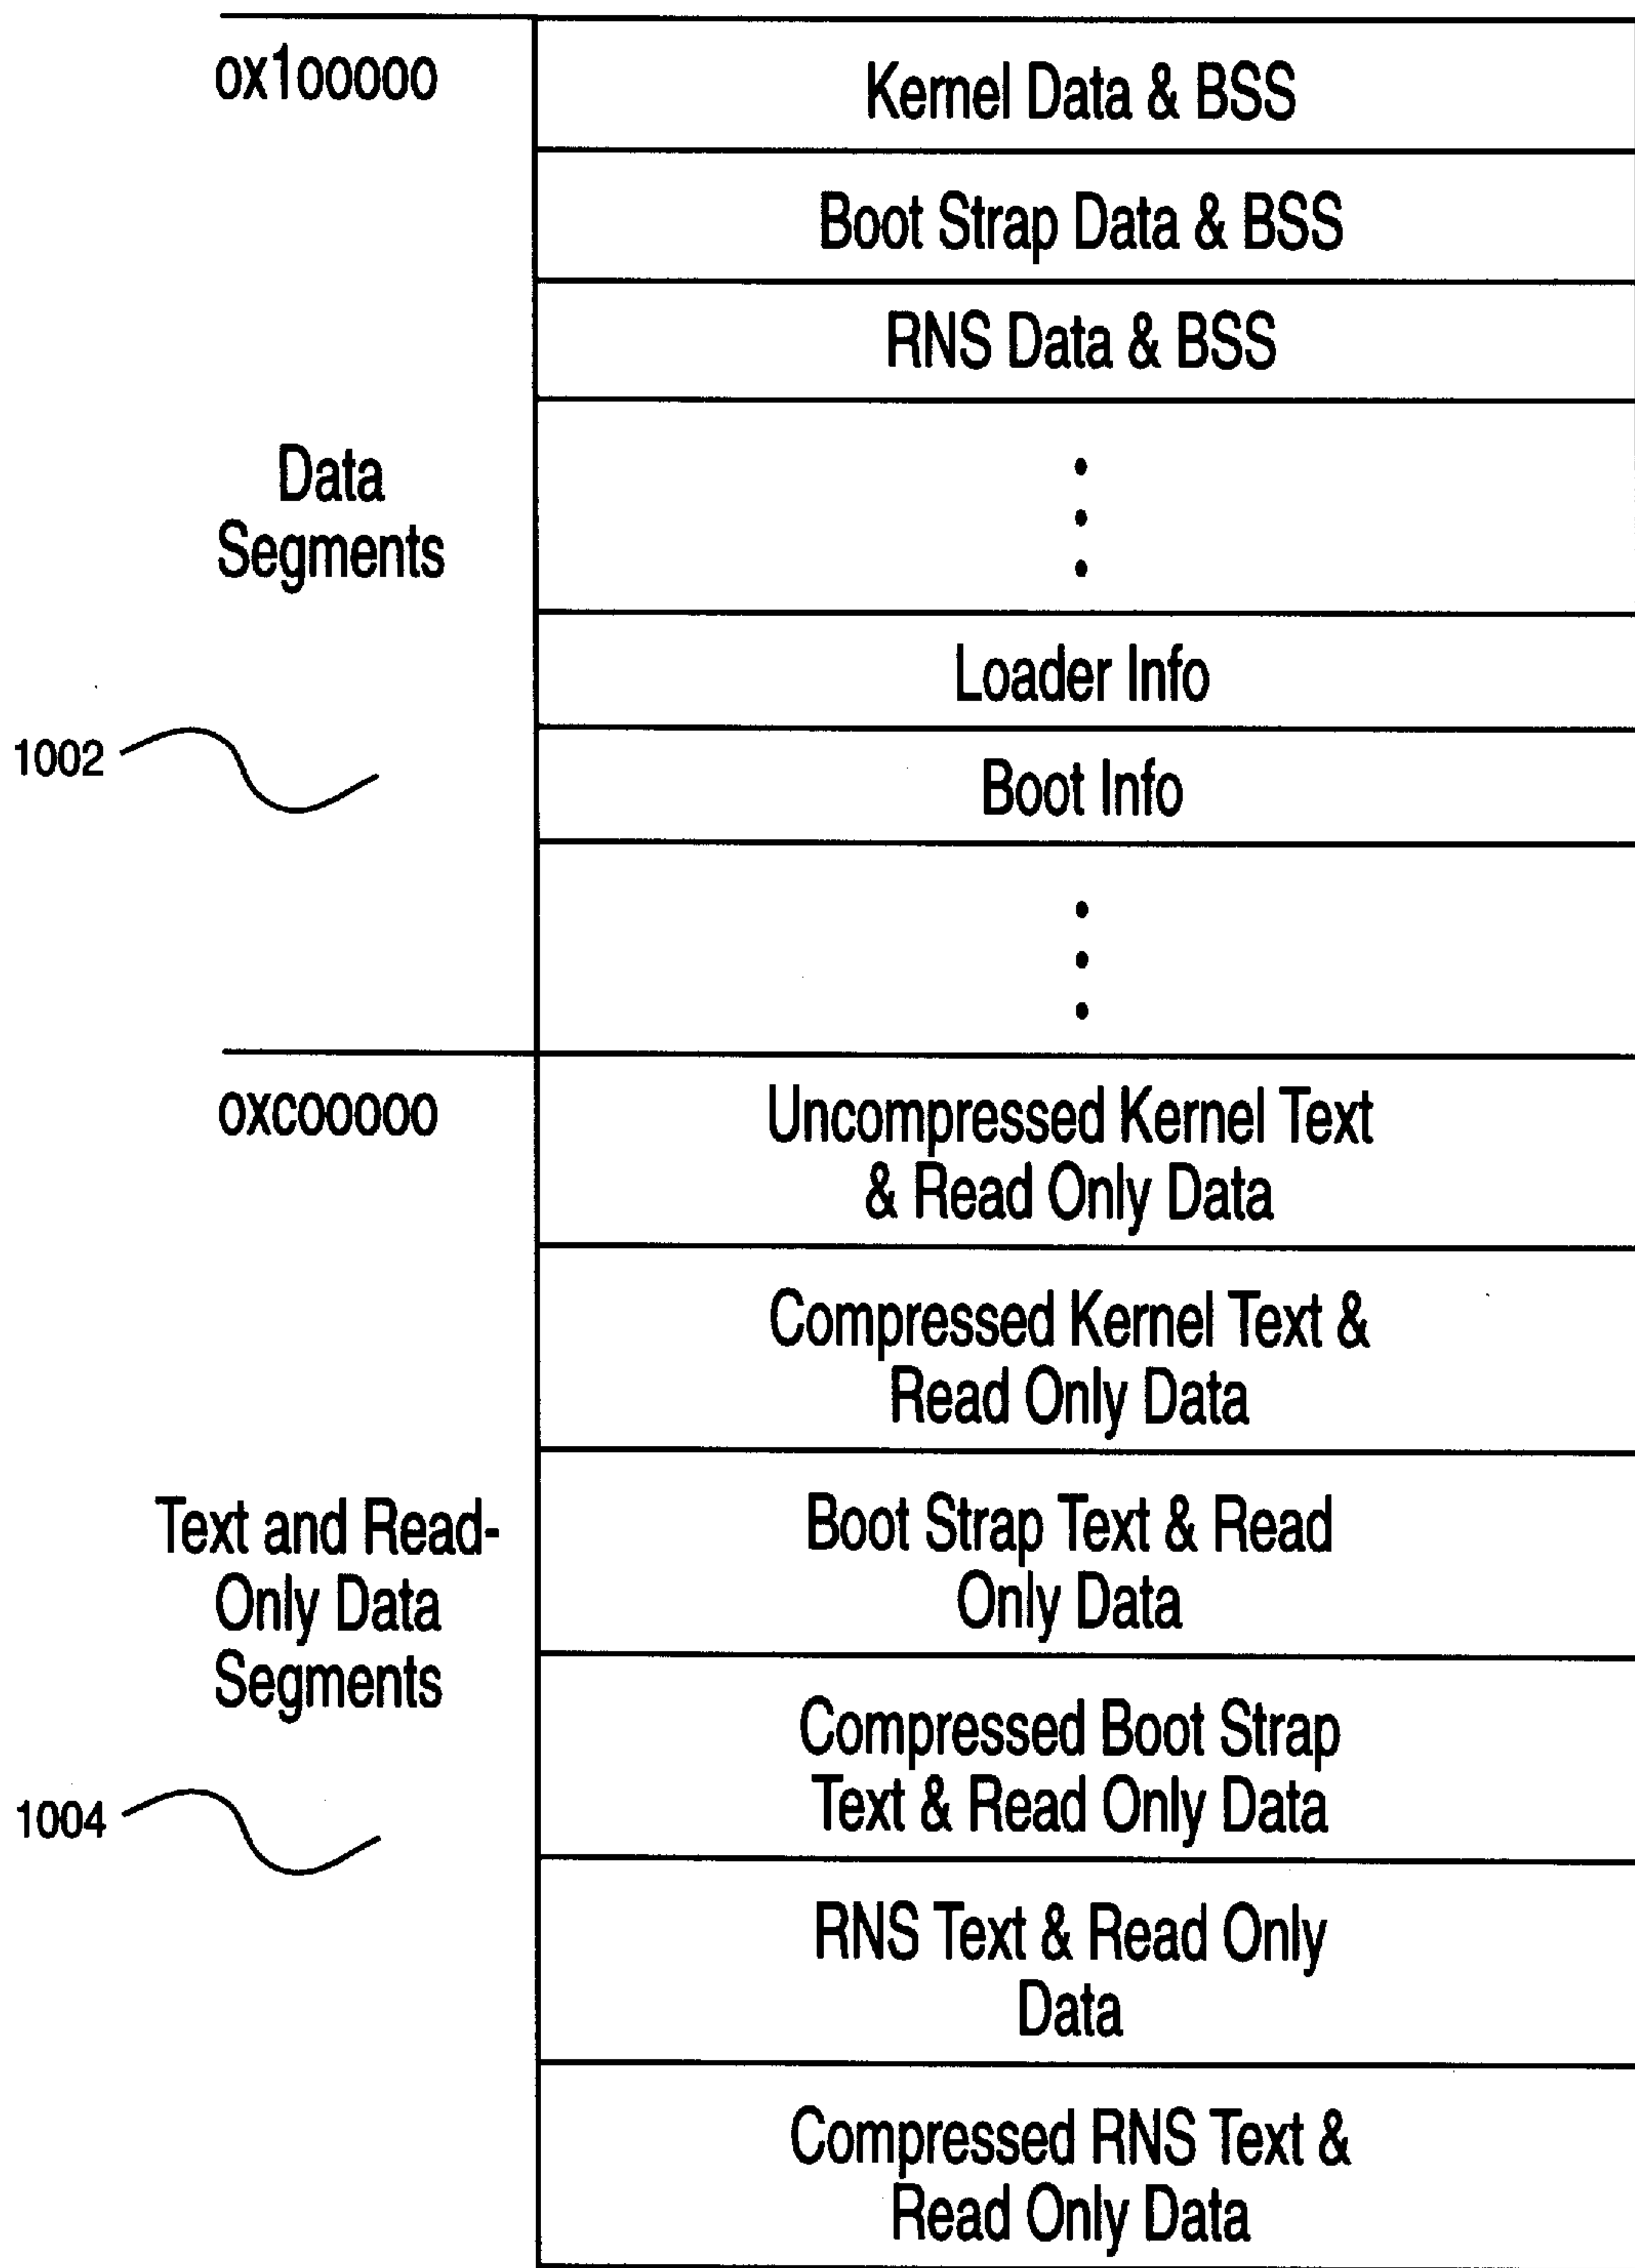 0x100000
Kernel Data & BSS
Boot Strap Data & BSS
RNS Data & BSS
Data
Segments
Loader Info
1002
Boot Info
0xC00000
Uncompressed Kernel Text
& Read Only Data
Compressed Kernel Text &
Read Only Data
Text and Read-
Only Data
Segments
Boot Strap Text & Read
Only Data
Compressed Boot Strap
Text & Read Only Data
1004
RNS Text & Read Only
Data
Compressed RNS Text &
Read Only Data